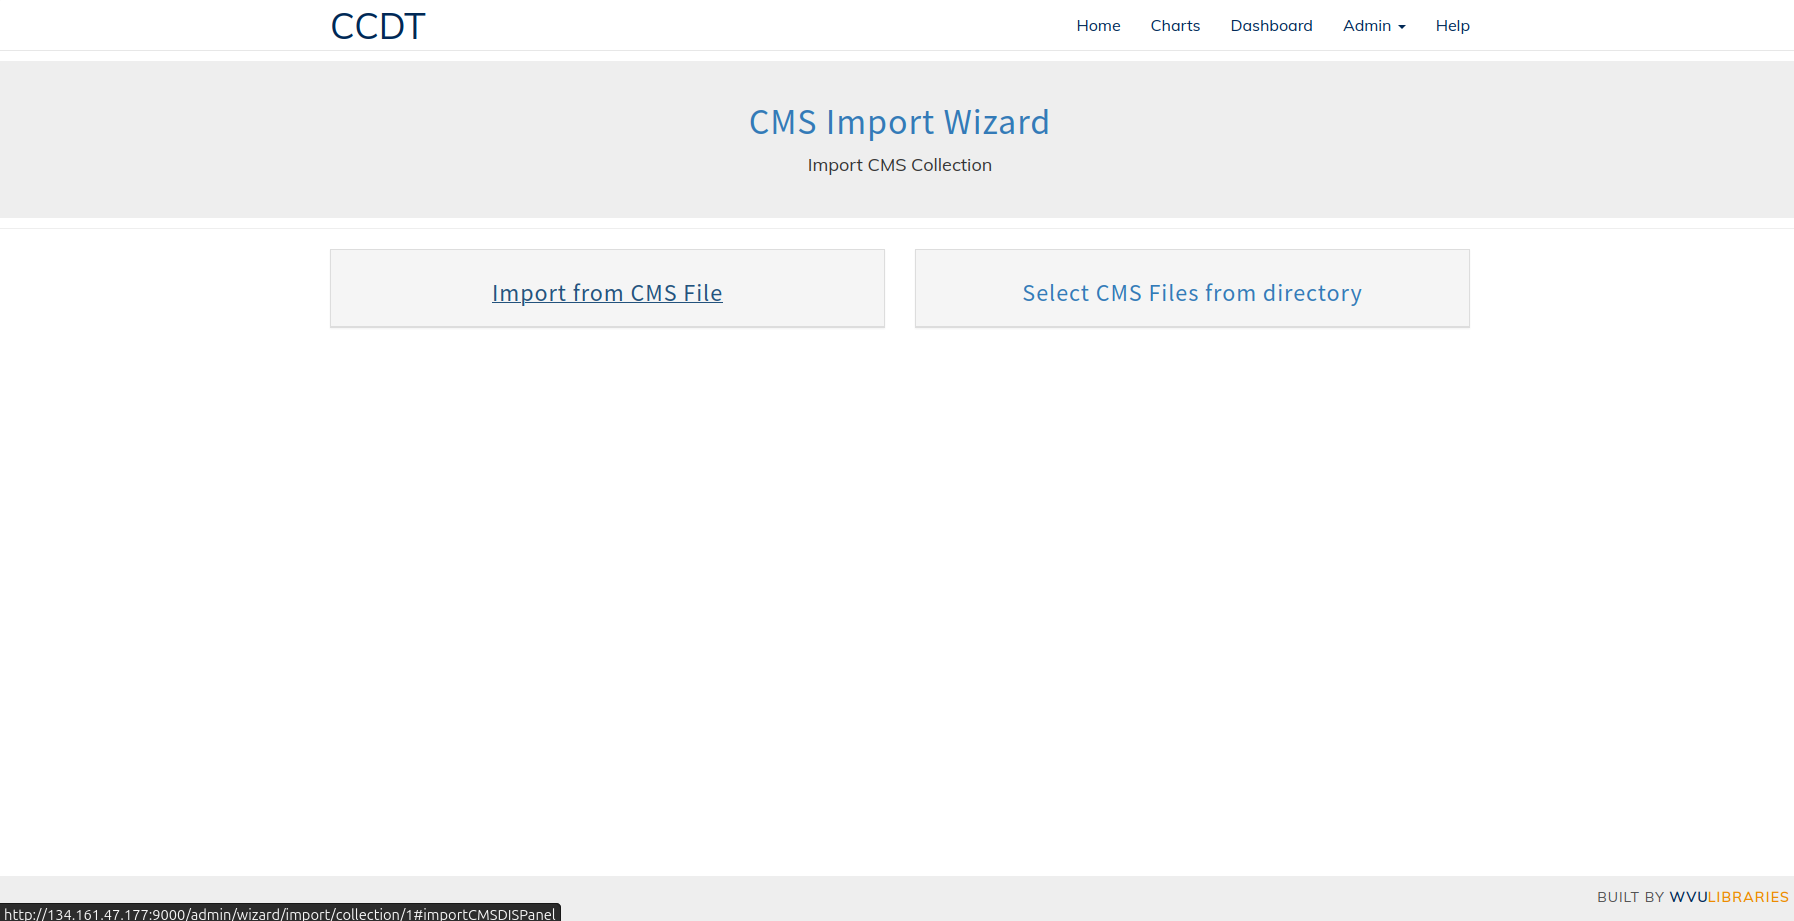 CCDT
Home Charts Dashboard Admin Help
CMS Import Wizard
Import CMS Collection
Import from CMS File
Select CMS Files from directory
BUILT BY WVULIBRARIES
http://134.161.47.177:9000/admin/wizard/import/collection/1#importCMSDISPanel